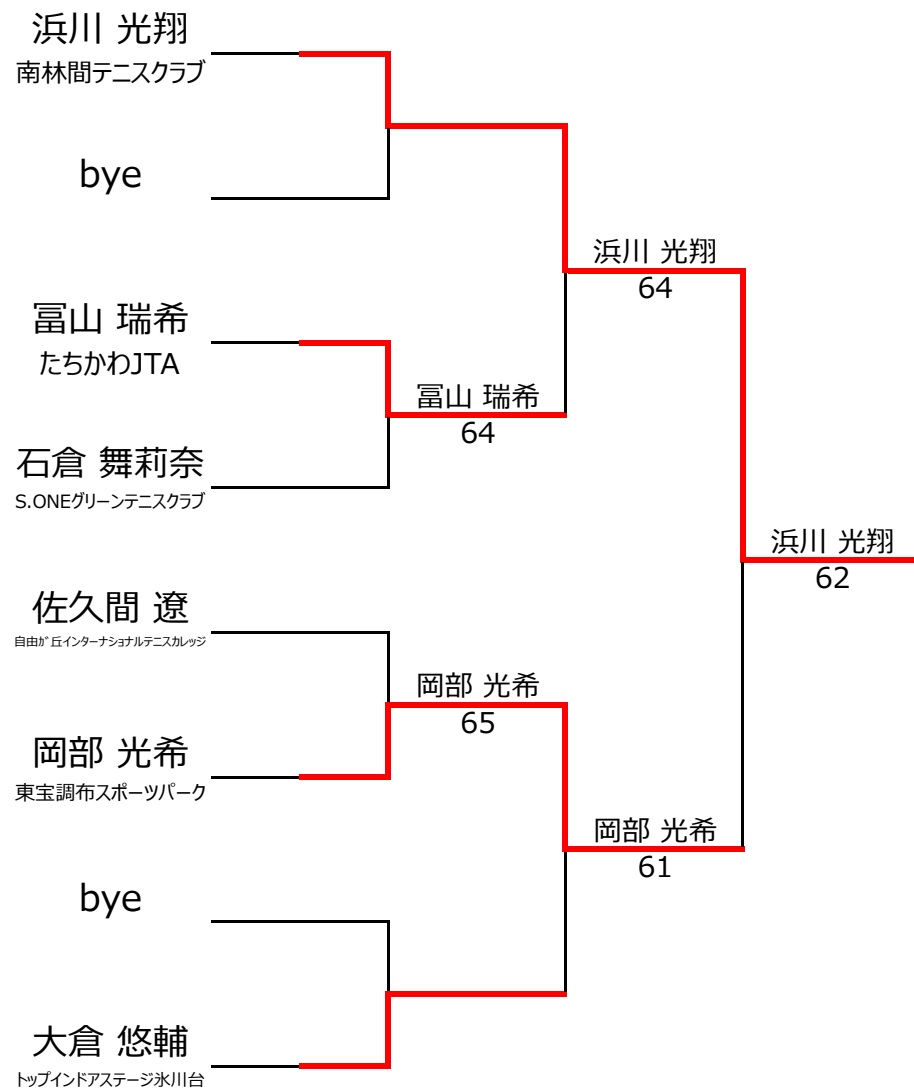 浜川 光翔
南林間テニスクラブ
bye
冨山 瑞希
たちかわJTA
石倉 舞莉奈
S.ONEグリーンテニスクラブ
佐久間 遼
自由が丘インターナショナルテニスカレッジ
岡部 光希
東宝調布スポーツパーク
bye
大倉 悠輔
トップインドアステージ氷川台
冨山 瑞希
64
岡部 光希
65
浜川 光翔
64
岡部 光希
61
浜川 光翔
62